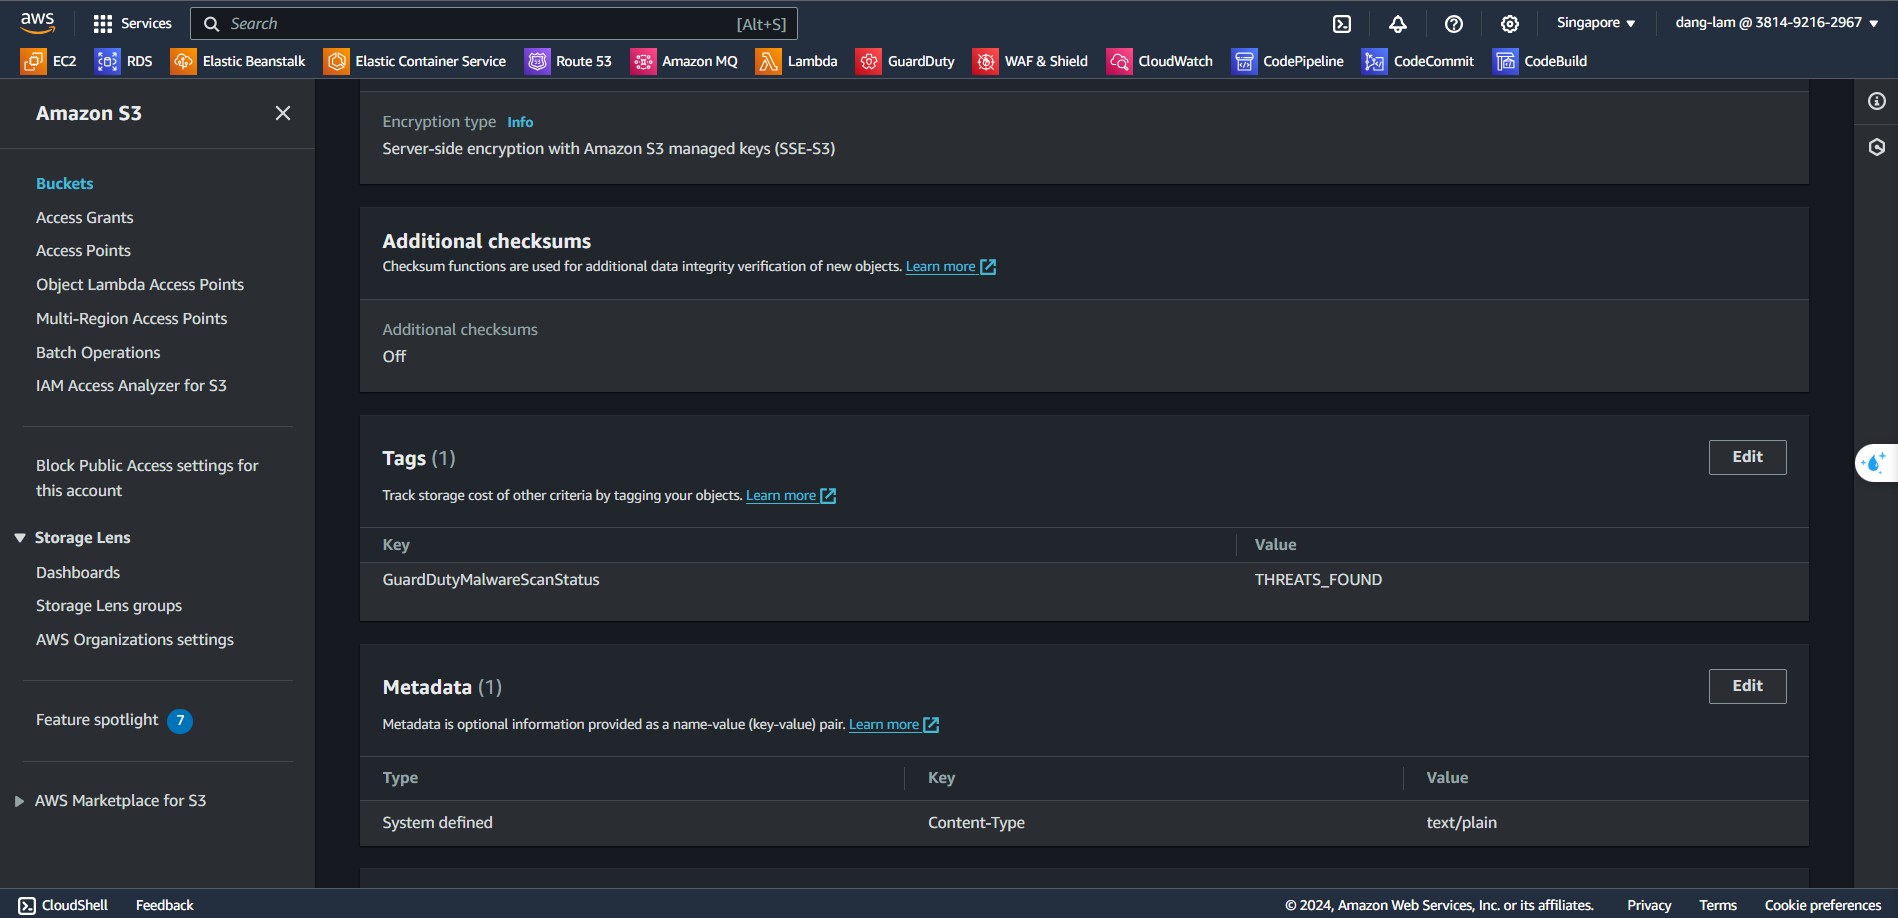 aws
Services
Search
[Alt+S]
Singapore
dang-lam @ 3814-9216-2967
EC2
RDS
Elastic Beanstalk
Elastic Container Service
Route 53
Amazon MQ
Lambda
GuardDuty
WAF & Shield
CloudWatch
CodePipeline
CodeCommit
CodeBuild
Amazon S3
Buckets
Access Grants
Access Points
Object Lambda Access Points
Multi-Region Access Points
Batch Operations
IAM Access Analyzer for S3
Block Public Access settings for
this account
Storage Lens
Dashboards
Storage Lens groups
AWS Organizations settings
Feature spotlight 7
AWS Marketplace for S3
Encryption type Info
Server-side encryption with Amazon S3 managed keys (SSE-S3)
Additional checksums
Checksum functions are used for additional data integrity verification of new objects. Learn more
Additional checksums
Off
Tags (1)
Edit
Track storage cost of other criteria by tagging your objects. Learn more
Key Value
GuardDutyMalwareScanStatus THREATS_FOUND
Metadata (1)
Edit
Metadata is optional information provided as a name-value (key-value) pair. Learn more
Type Key Value
System defined Content-Type text/plain
CloudShell Feedback
© 2024, Amazon Web Services, Inc. or its affiliates. Privacy Terms Cookie preferences